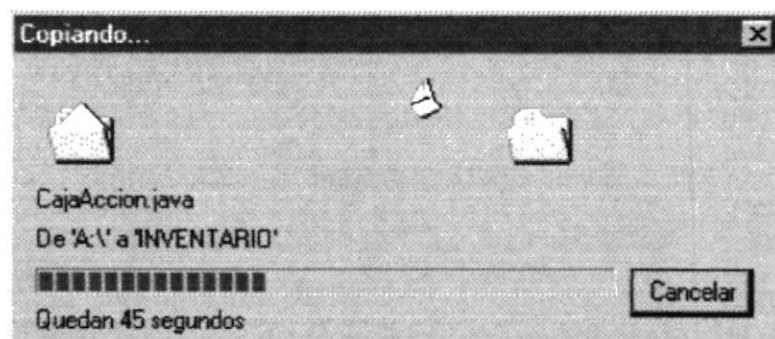 Copiando...
CajaAccion.java
De 'A:\' a 'INVENTARIO'
Cancelar
Quedan 45 segundos